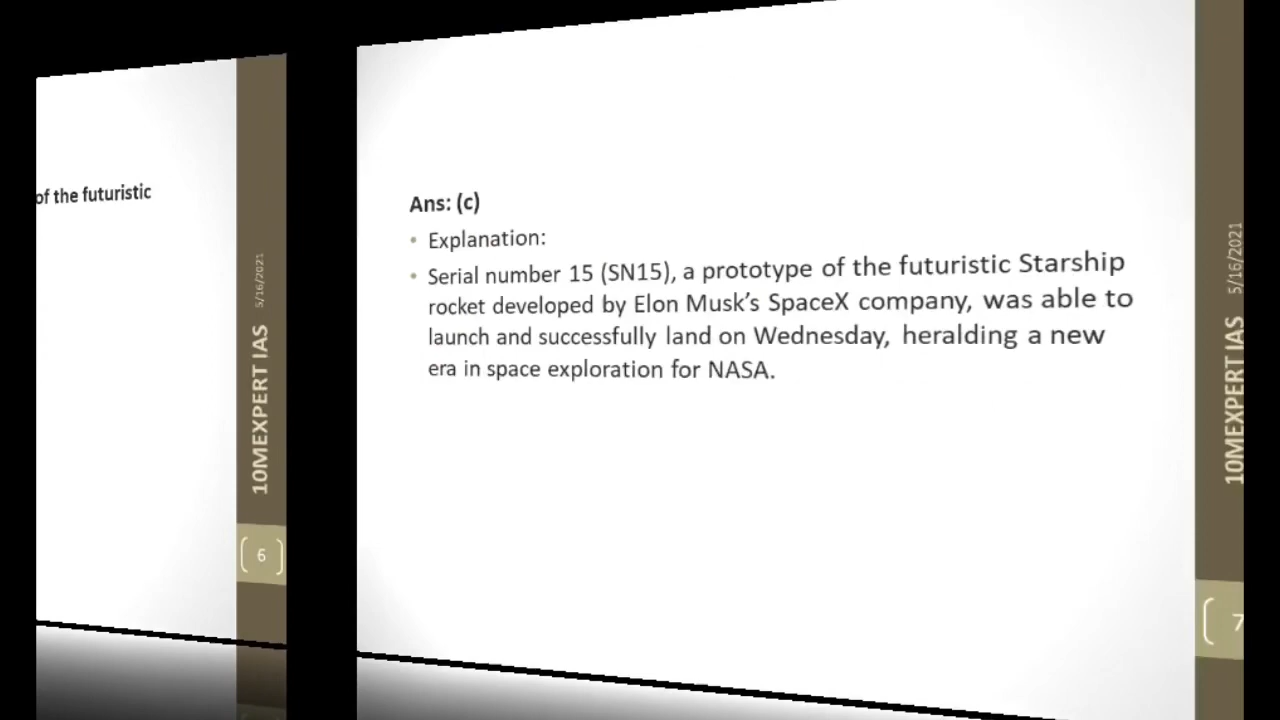 of the futuristic
5/16/2021
10MEXPERT IAS
6
Ans: (c)
• Explanation:
• Serial number 15 (SN15), a prototype of the futuristic Starship
rocket developed by Elon Musk’s SpaceX company, was able to
launch and successfully land on Wednesday, heralding a new
era in space exploration for NASA.
5/16/2021
10MEXPERT IAS
7